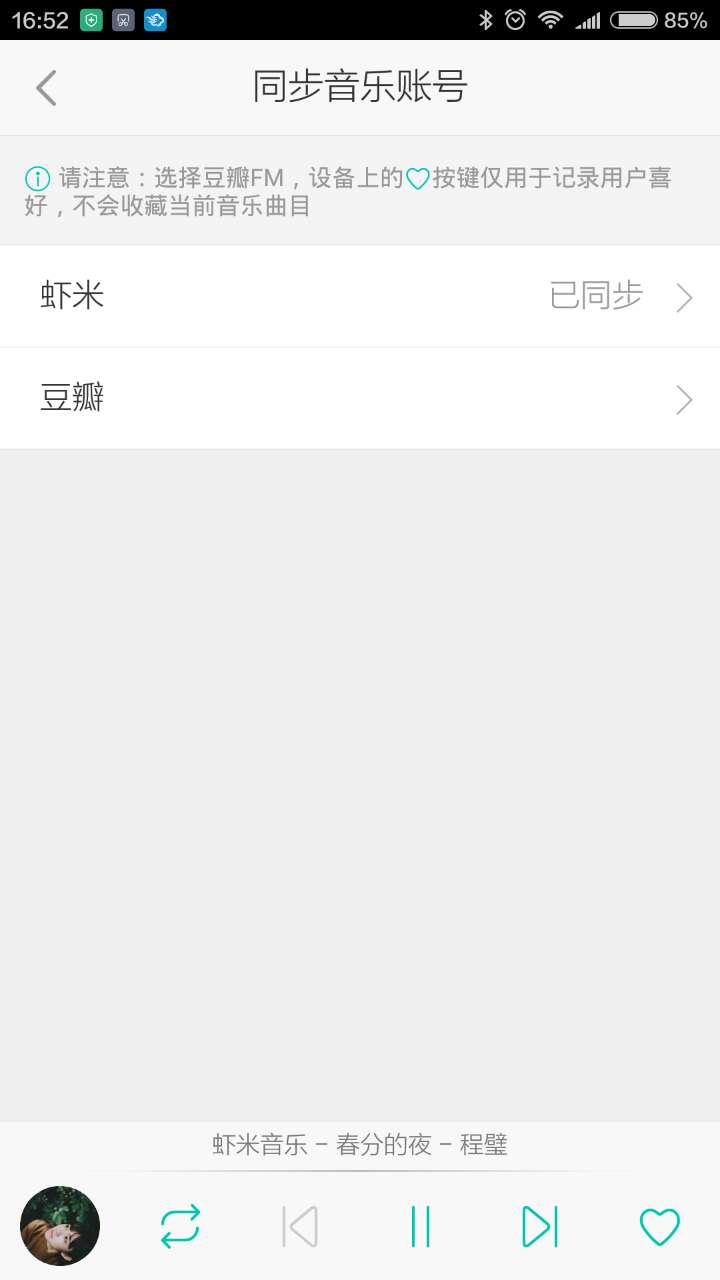 16:52
85%
同步音乐账号
请注意：选择豆瓣FM，设备上的♡按键仅用于记录用户喜
好，不会收藏当前音乐曲目
虾米 已同步
豆瓣
虾米音乐 – 春分的夜 – 程璧